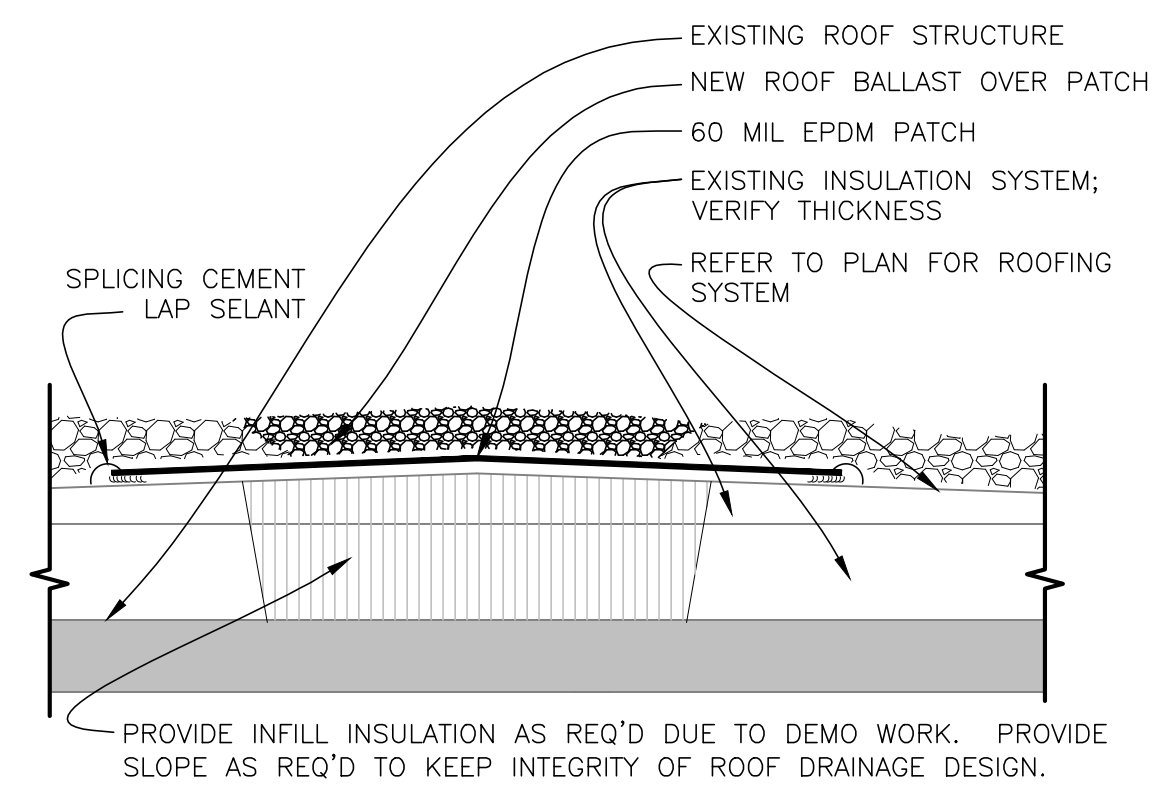 EXISTING ROOF STRUCTURE
NEW ROOF BALLAST OVER PATCH
60 MIL EPDM PATCH
EXISTING INSULATION SYSTEM;
VERIFY THICKNESS
REFER TO PLAN FOR ROOFING
SYSTEM
SPLICING CEMENT
LAP SELANT
PROVIDE INFILL INSULATION AS REQ'D DUE TO DEMO WORK. PROVIDE
SLOPE AS REQ'D TO KEEP INTEGRITY OF ROOF DRAINAGE DESIGN.